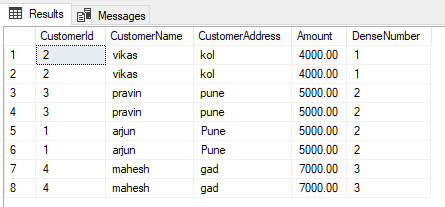 Results Messages
CustomerId CustomerName CustomerAddress Amount DenseNumber
1 2 vikas kol 4000.00 1
2 2 vikas kol 4000.00 1
3 3 pravin pune 5000.00 2
4 3 pravin pune 5000.00 2
5 1 arjun Pune 5000.00 2
6 1 arjun Pune 5000.00 2
7 4 mahesh gad 7000.00 3
8 4 mahesh gad 7000.00 3